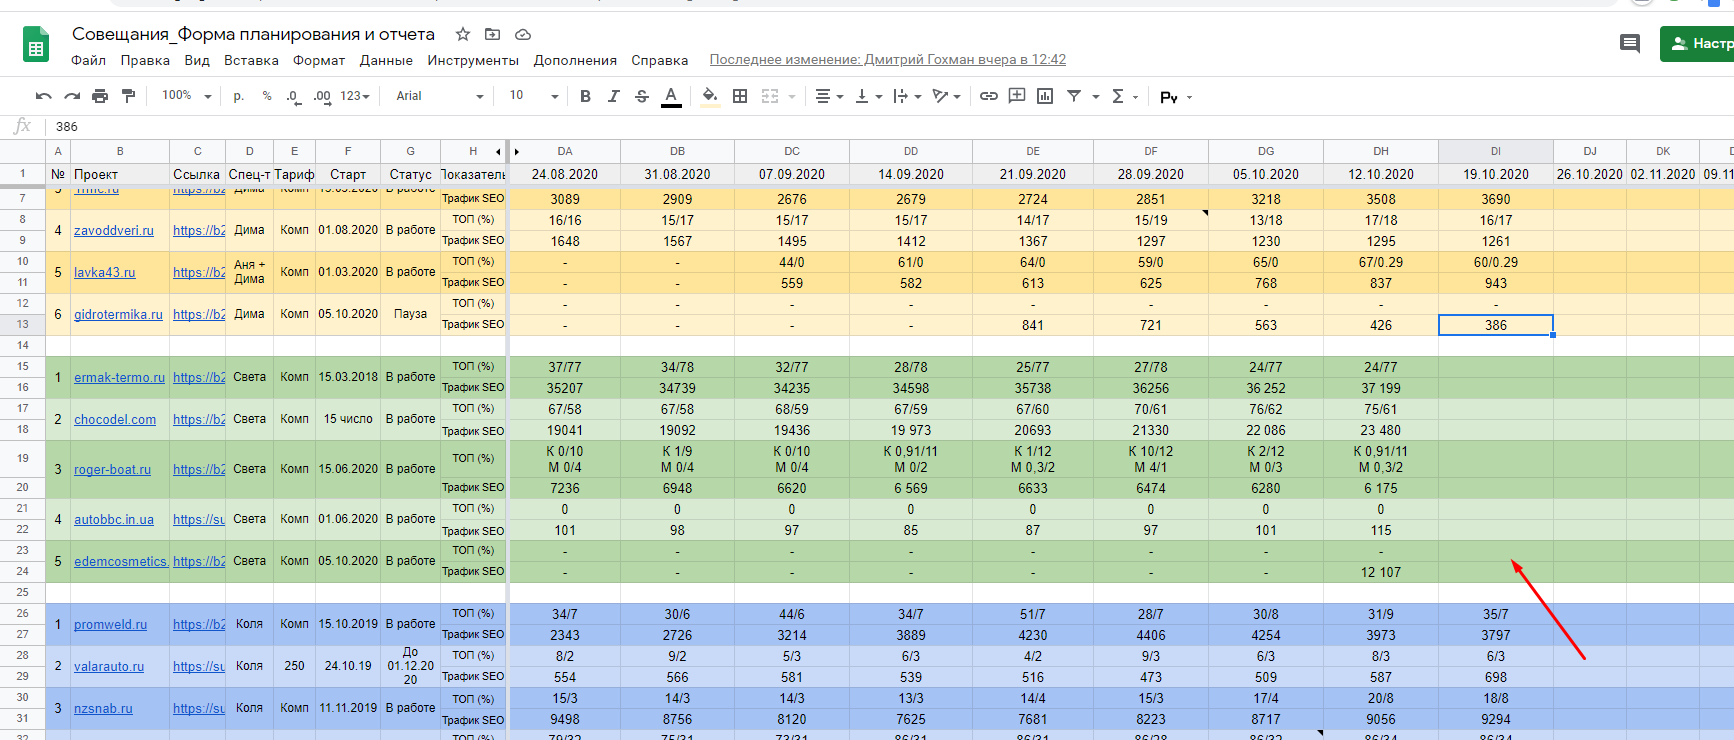 Совещания_Форма планирования и отчета
Файл Правка Вид Вставка Формат Данные Инструменты Дополнения Справка Последнее изменение: Дмитрий Гохман вчера в 12:42
Настр
100% р. % .0 .00 123 Arial 10 B I S A Ру
fx 386
A B C D E F G H DA DB DC DD DE DF DG DH DI DJ DK
1 № Проект Ссылка Спец-т Тариф Старт Статус Показатель 24.08.2020 31.08.2020 07.09.2020 14.09.2020 21.09.2020 28.09.2020 05.10.2020 12.10.2020 19.10.2020 26.10.2020 02.11.2020 09.11
7 Трафик SEO 3089 2909 2676 2679 2724 2851 3218 3508 3690
8 ТОП (%) 16/16 15/17 15/17 15/17 14/17 15/19 13/18 17/18 16/17
4 zavoddveri.ru https://b2 Дима Комп 01.08.2020 В работе
9 Трафик SEO 1648 1567 1495 1412 1367 1297 1230 1295 1261
10 ТОП (%) - - 44/0 61/0 64/0 59/0 65/0 67/0.29 60/0.29
5 lavka43.ru https://b2 Аня + Дима Комп 01.03.2020 В работе
11 Трафик SEO - - 559 582 613 625 768 837 943
12 ТОП (%) - - - - - - - - -
6 gidrotermika.ru https://b2 Дима Комп 05.10.2020 Пауза
13 Трафик SEO - - - - 841 721 563 426 386
14
15 ТОП (%) 37/77 34/78 32/77 28/78 25/77 27/78 24/77 24/77
1 ermak-termo.ru https://b2 Света Комп 15.03.2018 В работе
16 Трафик SEO 35207 34739 34235 34598 35738 36256 36 252 37 199
17 ТОП (%) 67/58 67/58 68/59 67/59 67/60 70/61 76/62 75/61
2 chocodel.com https://b2 Света Комп 15 число В работе
18 Трафик SEO 19041 19092 19436 19 973 20693 21330 22 086 23 480
19 ТОП (%) К 0/10 К 1/9 К 0/10 К 0,91/11 К 1/12 К 10/12 К 2/12 К 0,91/11
М 0/4 М 0/4 М 0/4 М 0/2 М 0,3/2 М 4/1 М 0/3 М 0,3/2
3 roger-boat.ru https://b2 Света Комп 15.06.2020 В работе
20 Трафик SEO 7236 6948 6620 6 569 6633 6474 6280 6 175
21 ТОП (%) 0 0 0 0 0 0 0 0
4 autobbc.in.ua https://su Света Комп 01.06.2020 В работе
22 Трафик SEO 101 98 97 85 87 97 101 115
23 ТОП (%) - - - - - - - -
5 edemcosmetics. https://b2 Света Комп 05.10.2020 В работе
24 Трафик SEO - - - - - - - 12 107
25
26 ТОП (%) 34/7 30/6 44/6 34/7 51/7 28/7 30/8 31/9 35/7
1 promweld.ru https://b2 Коля Комп 15.10.2019 В работе
27 Трафик SEO 2343 2726 3214 3889 4230 4406 4254 3973 3797
28 ТОП (%) 8/2 9/2 5/3 6/3 4/2 9/3 6/3 8/3 6/3
2 valarauto.ru https://su Коля 250 24.10.19 До 01.12.20 20
29 Трафик SEO 554 566 581 539 516 473 509 587 698
30 ТОП (%) 15/3 14/3 14/3 13/3 14/4 15/3 17/4 20/8 18/8
3 nzsnab.ru https://su Коля Комп 11.11.2019 В работе
31 Трафик SEO 9498 8756 8120 7625 7681 8223 8717 9056 9294